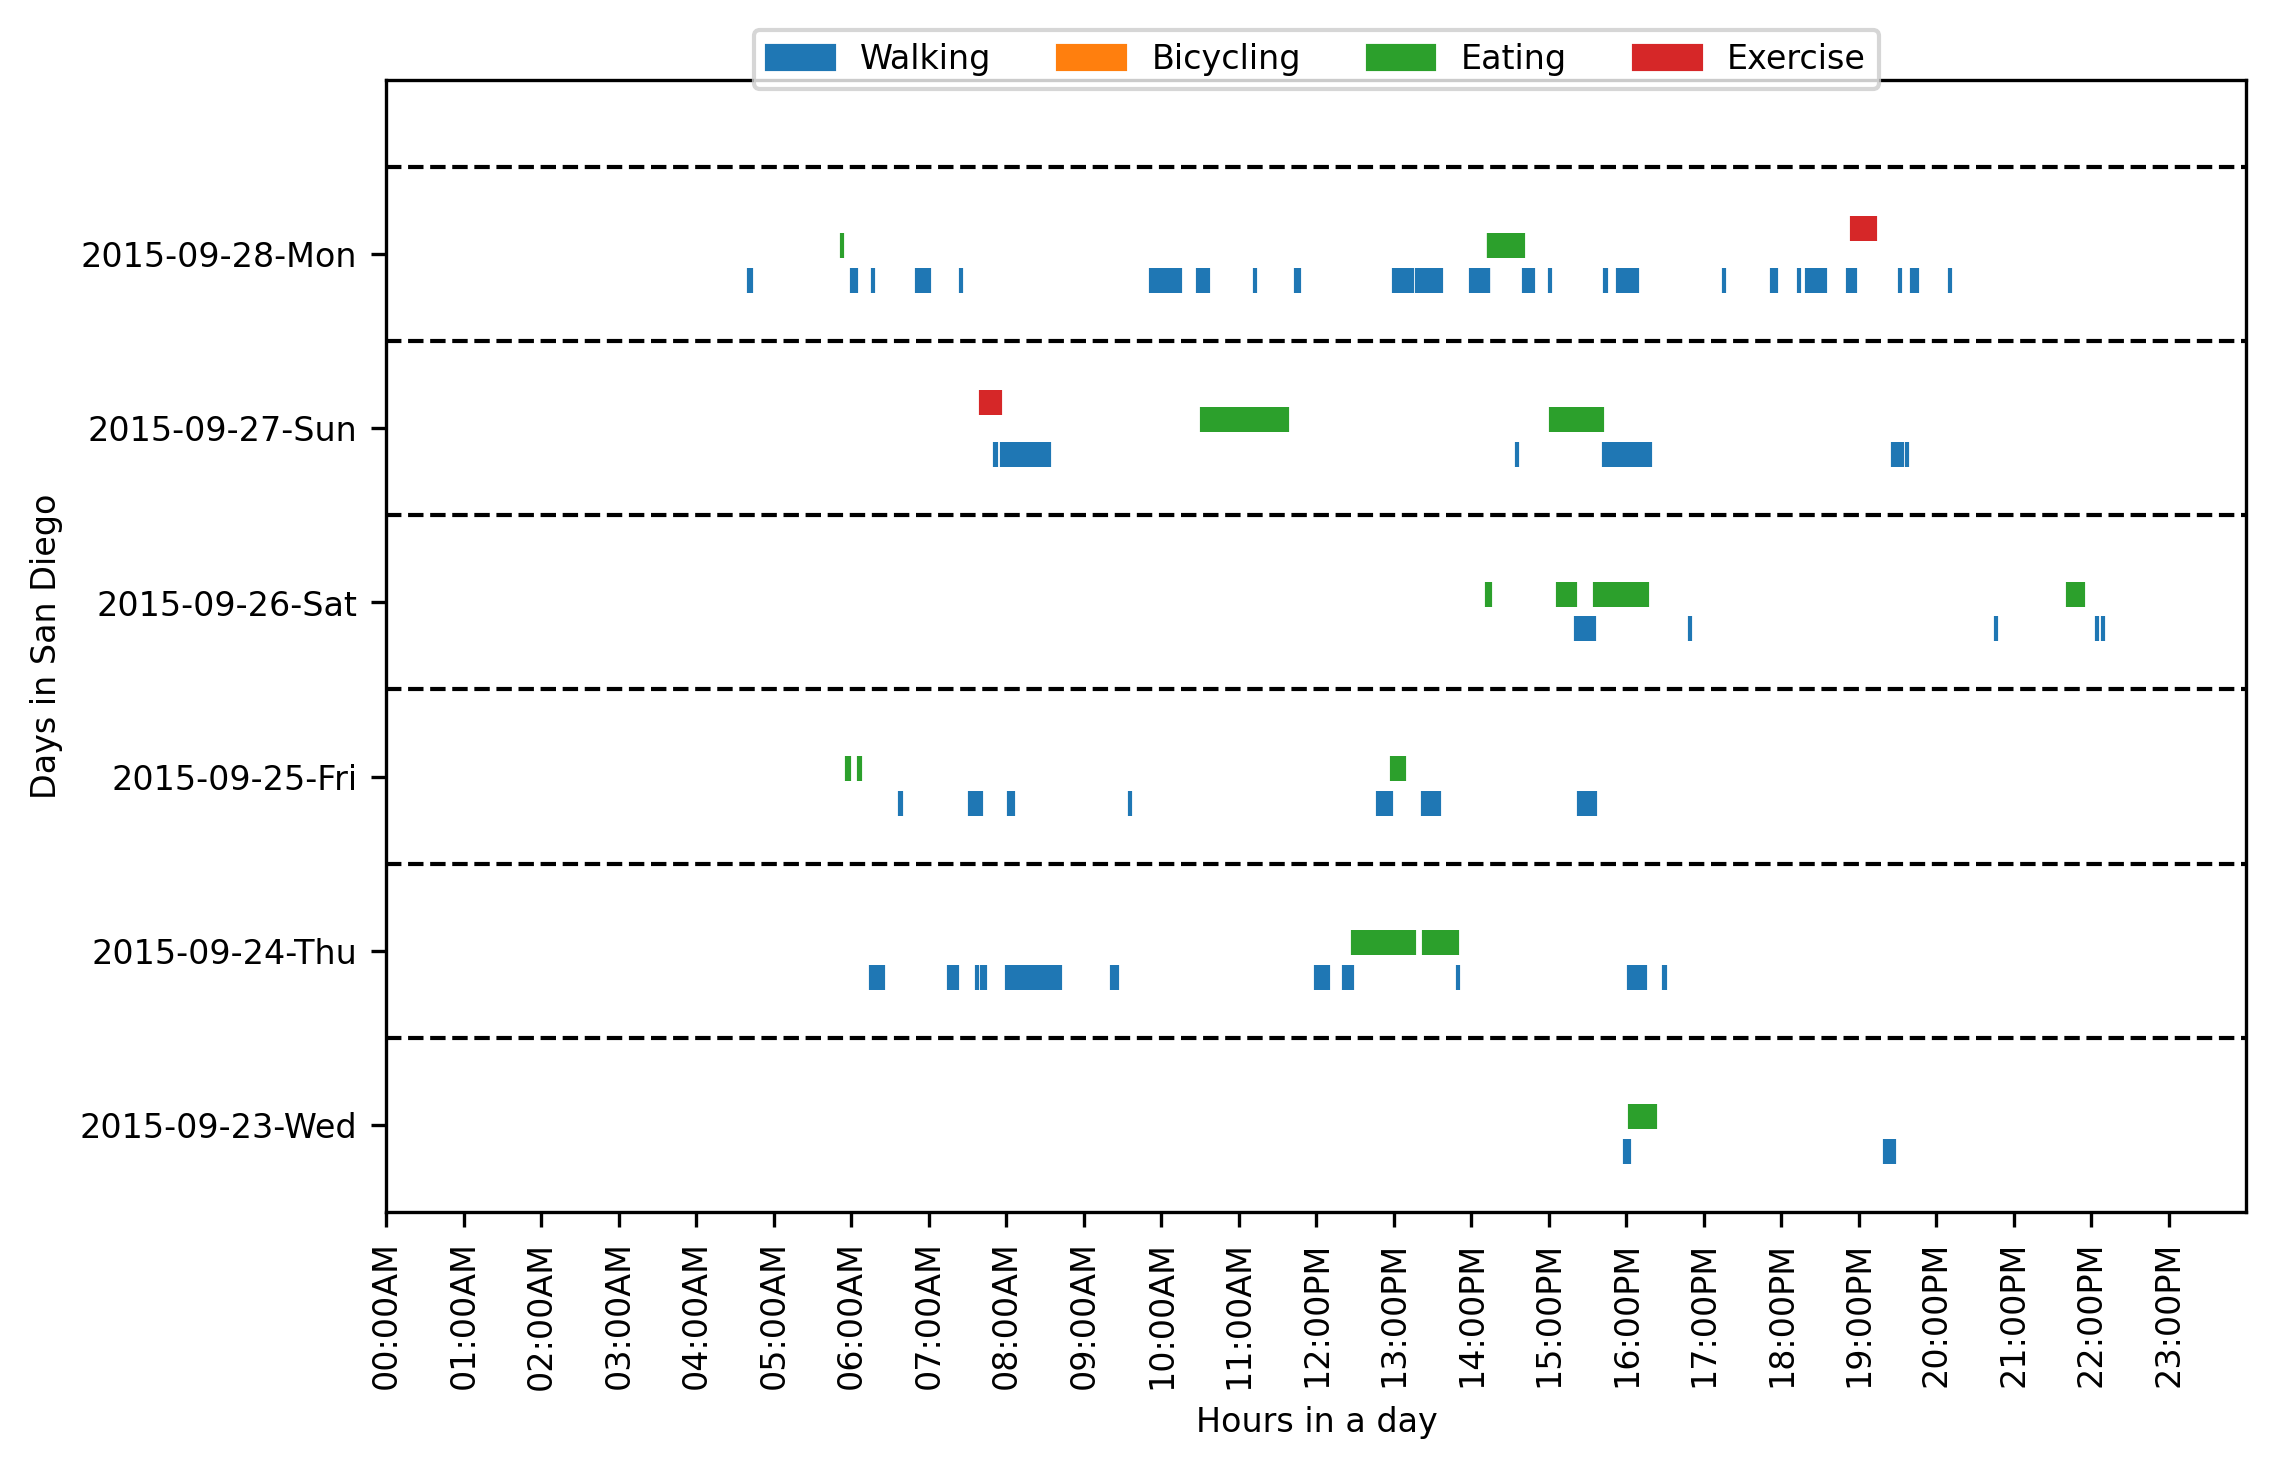 Walking Bicycling Eating Exercise
2015-09-28-Mon
2015-09-27-Sun
2015-09-26-Sat
2015-09-25-Fri
2015-09-24-Thu
2015-09-23-Wed
Days in San Diego
00:00AM 01:00AM 02:00AM 03:00AM 04:00AM 05:00AM 06:00AM 07:00AM 08:00AM 09:00AM 10:00AM 11:00AM 12:00PM 13:00PM 14:00PM 15:00PM 16:00PM 17:00PM 18:00PM 19:00PM 20:00PM 21:00PM 22:00PM 23:00PM
Hours in a day